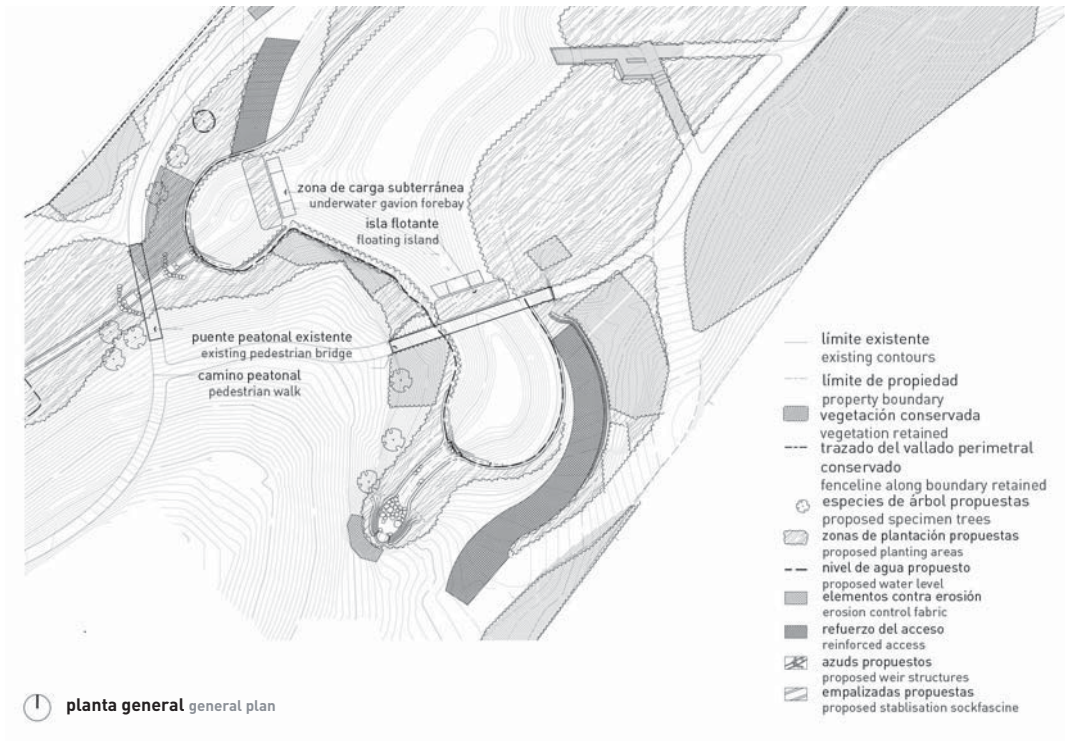 zona de carga subterránea
underwater gavion forebay
isla flotante
floating island
puente peatonal existente
existing pedestrian bridge
camino peatonal
pedestrian walk
límite existente
existing contours
límite de propiedad
property boundary
vegetación conservada
vegetation retained
trazado del vallado perimetral
conservado
fenceline along boundary retained
especies de árbol propuestas
proposed specimen trees
zonas de plantación propuestas
proposed planting areas
nivel de agua propuesto
proposed water level
elementos contra erosión
erosion control fabric
refuerzo del acceso
reinforced access
azuds propuestos
proposed weir structures
empalizadas propuestas
proposed stablisation sockfascine
planta general general plan